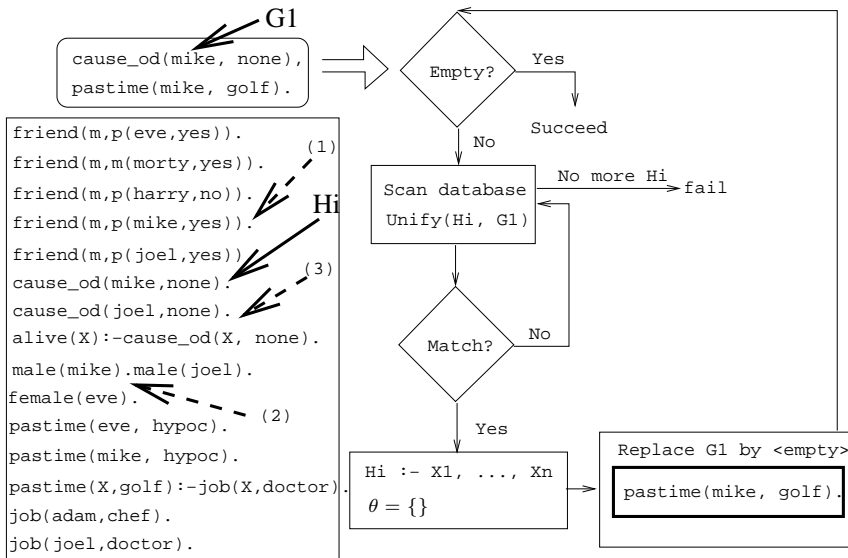 G1
cause_od(mike, none),
pastime(mike, golf).
friend(m,p(eve,yes)).
friend(m,m(morty,yes)).
(1)
friend(m,p(harry,no)).
Hi
friend(m,p(mike,yes)).
friend(m,p(joel,yes))
(3)
cause_od(mike,none).
cause_od(joel,none).
alive(X):-cause_od(X, none).
male(mike).male(joel).
female(eve).
(2)
pastime(eve, hypoc).
pastime(mike, hypoc).
pastime(X,golf):-job(X,doctor).
job(adam,chef).
job(joel,doctor).
Empty?
Yes
Succeed
No
Scan database
Unify(Hi, G1)
No more Hi
fail
Match?
No
Yes
Hi :- X1, ..., Xn
θ = {}
Replace G1 by <empty>
pastime(mike, golf).